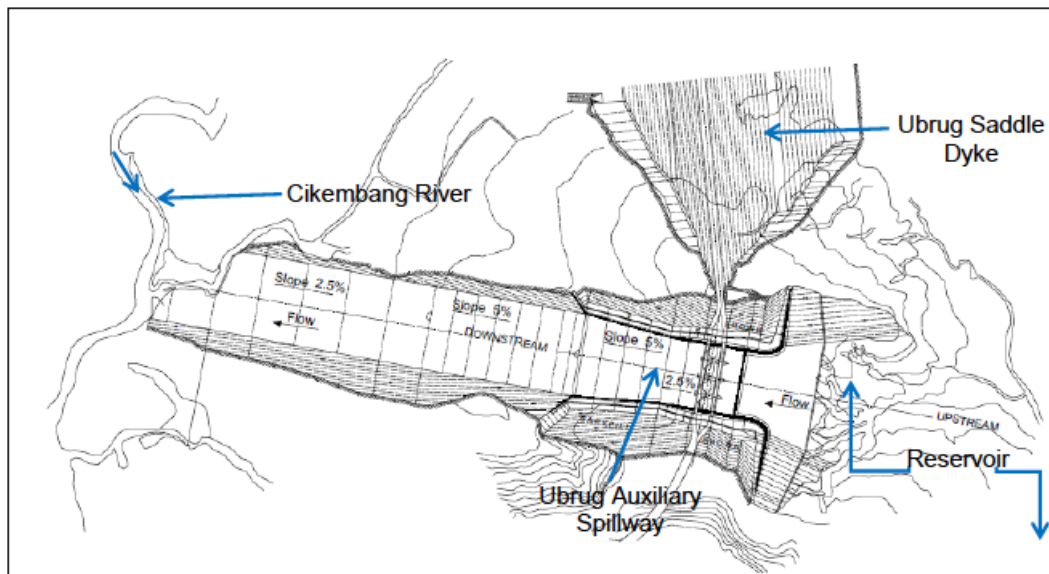 Ubrug Saddle
Dyke
Cikembang River
Slope 2.5%
Flow
Slope 5%
DOWNSTREAM
Slope 5%
2.5%
Flow
UPSTREAM
Reservoir
Ubrug Auxiliary
Spillway